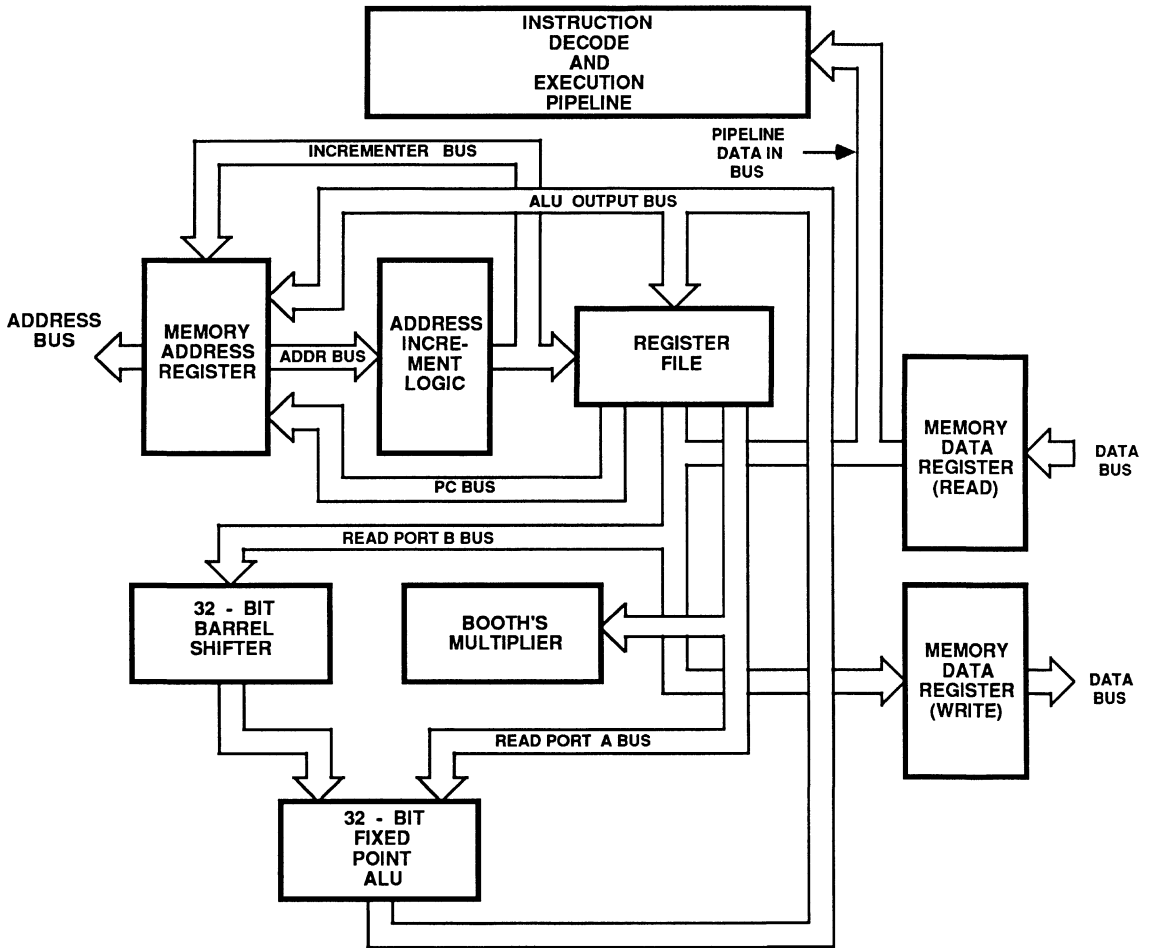 INSTRUCTION
DECODE
AND
EXECUTION
PIPELINE
PIPELINE
DATA IN
BUS
INCREMENTER BUS
ALU OUTPUT BUS
ADDRESS
BUS
MEMORY
ADDRESS
REGISTER
ADDR BUS
ADDRESS
INCRE-
MENT
LOGIC
REGISTER
FILE
MEMORY
DATA
REGISTER
(READ)
DATA
BUS
PC BUS
READ PORT B BUS
32 - BIT
BARREL
SHIFTER
BOOTH'S
MULTIPLIER
MEMORY
DATA
REGISTER
(WRITE)
DATA
BUS
READ PORT A BUS
32 - BIT
FIXED
POINT
ALU